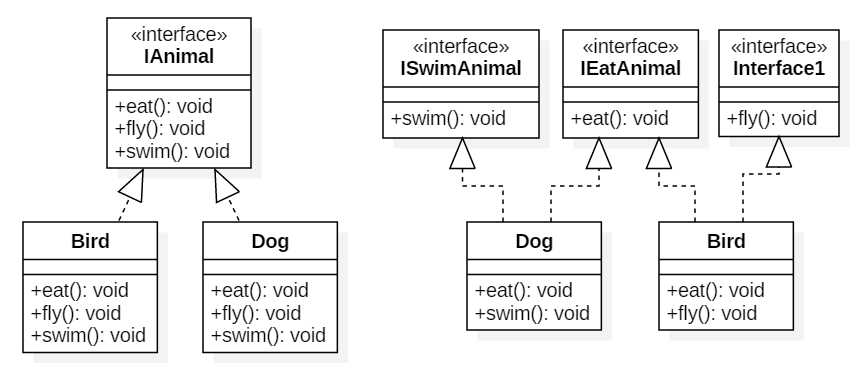 «interface»
IAnimal
+eat(): void
+fly(): void
+swim(): void
Bird
+eat(): void
+fly(): void
+swim(): void
Dog
+eat(): void
+fly(): void
+swim(): void
«interface»
ISwimAnimal
+swim(): void
«interface»
IEatAnimal
+eat(): void
«interface»
Interface1
+fly(): void
Dog
+eat(): void
+swim(): void
Bird
+eat(): void
+fly(): void